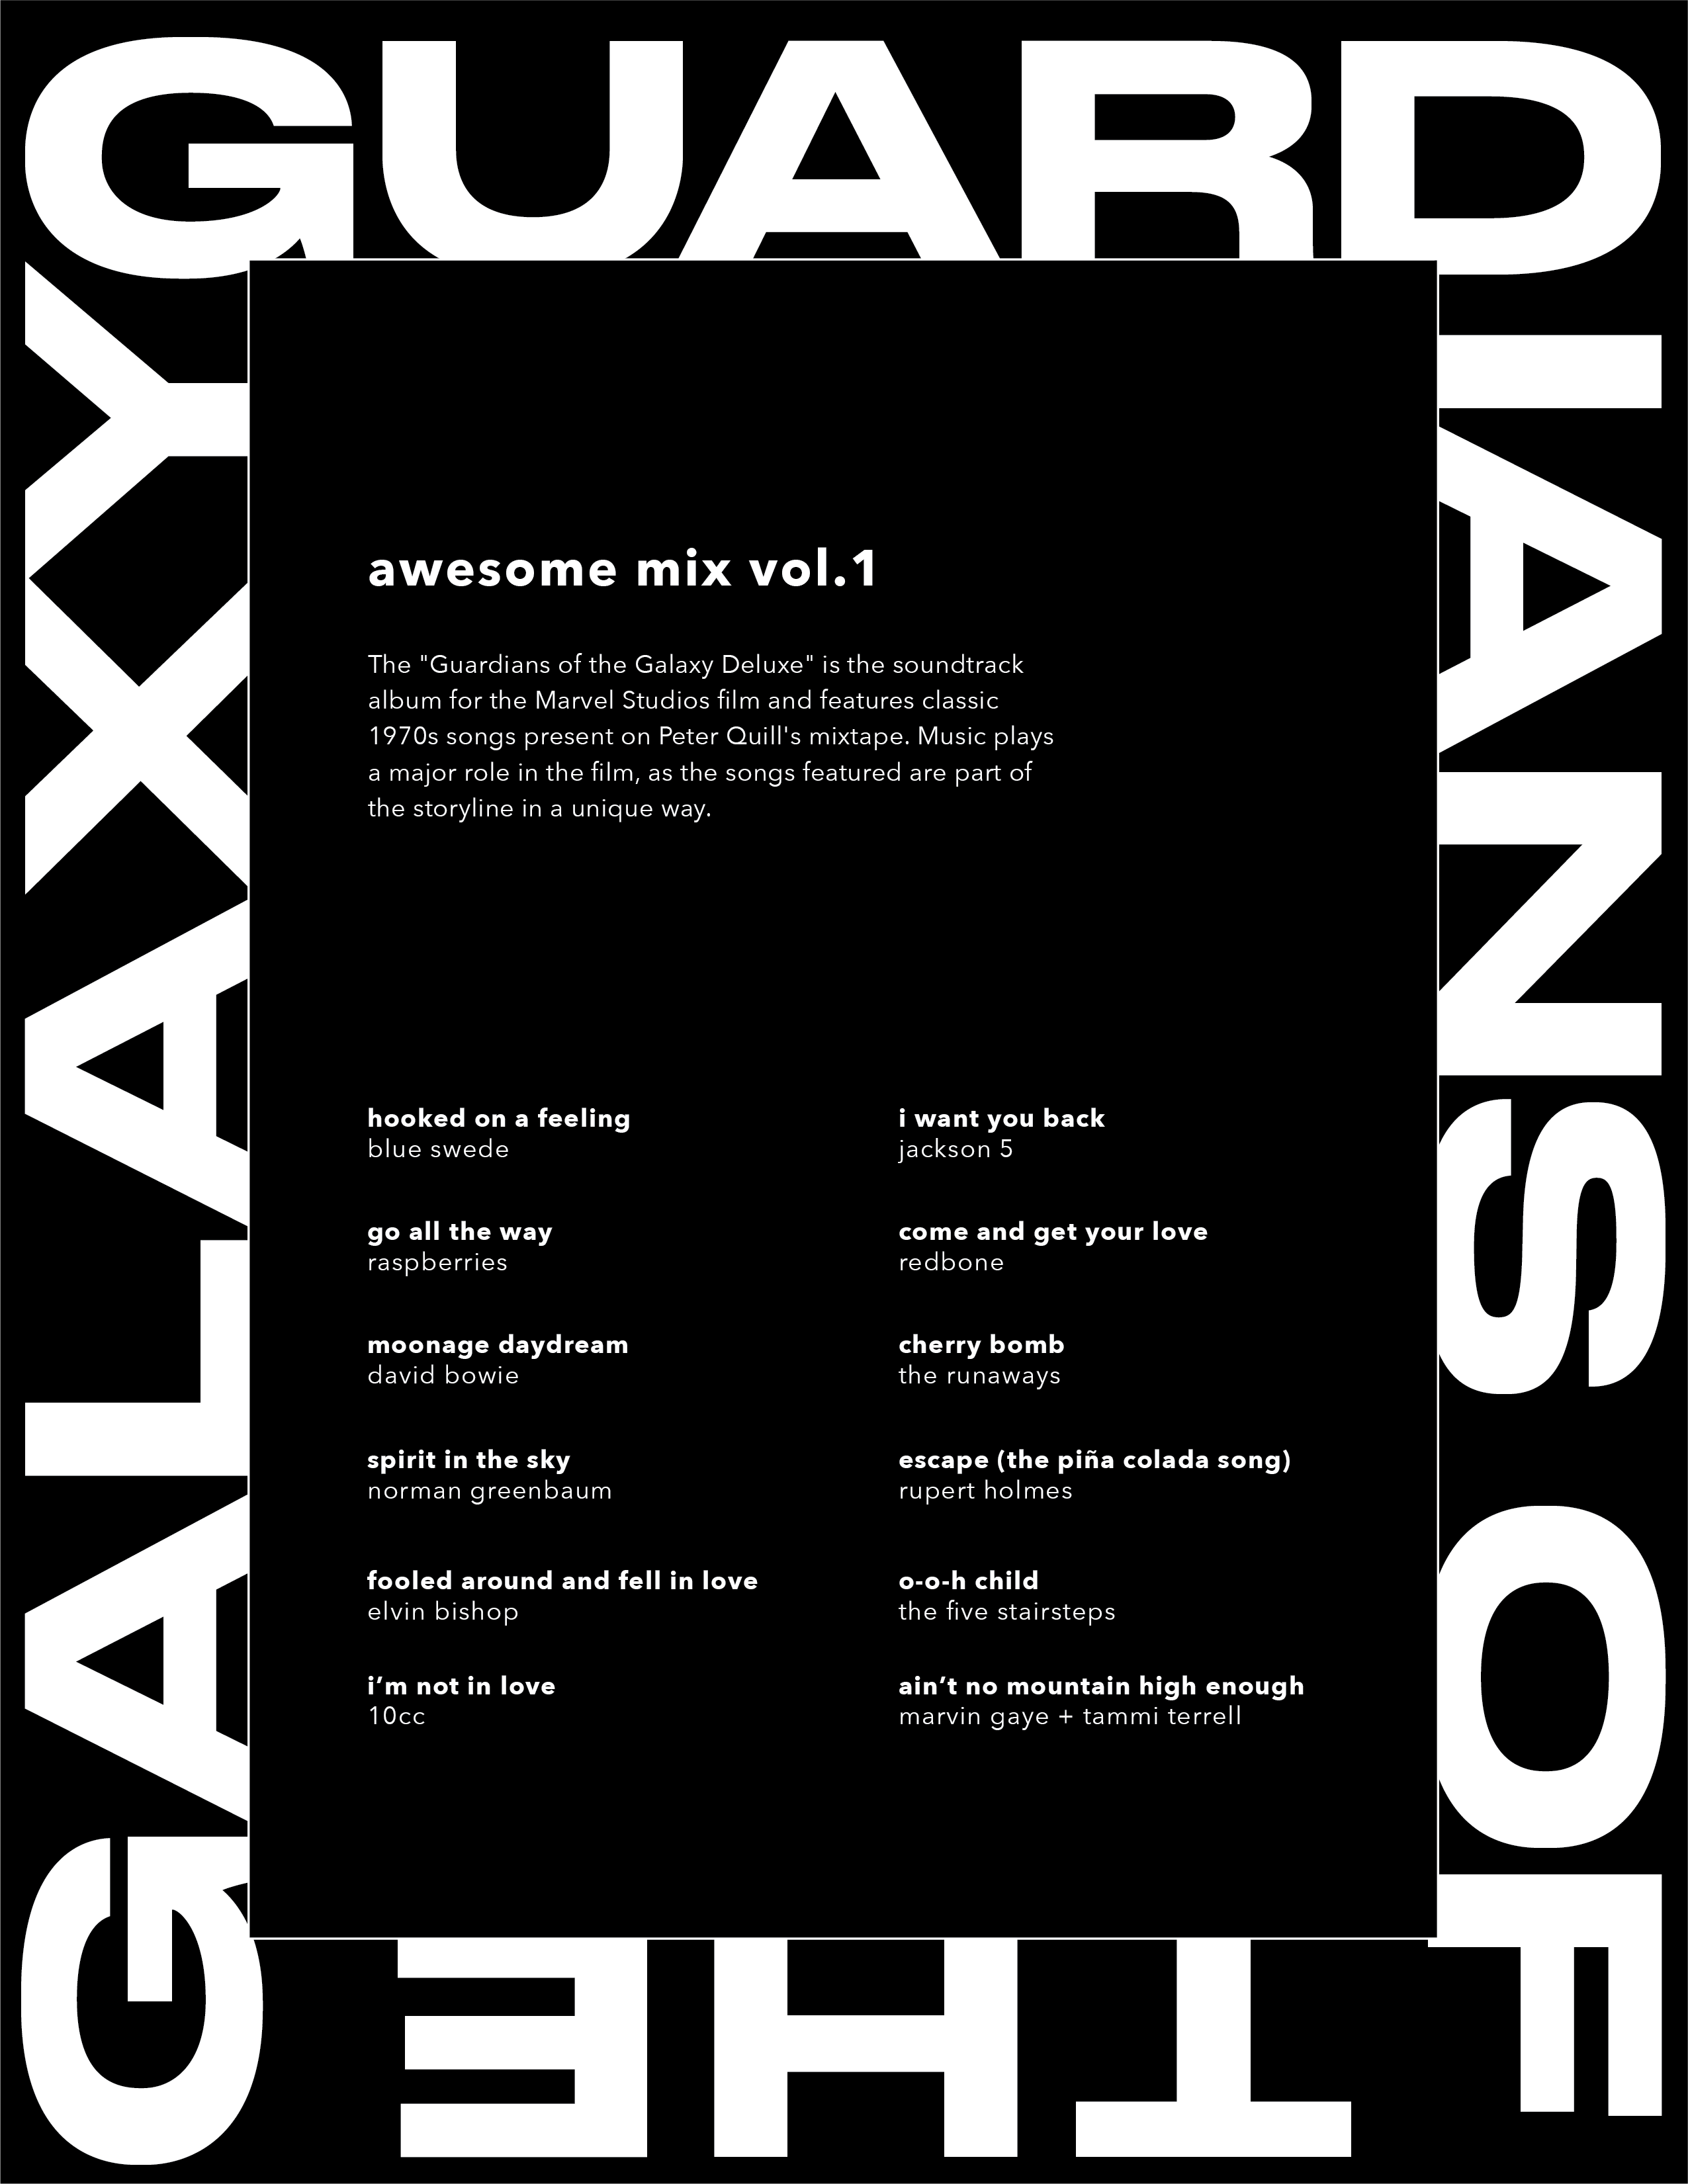 GUARDIANS OF THE GALAXY
awesome mix vol.1
The "Guardians of the Galaxy Deluxe" is the soundtrack
album for the Marvel Studios film and features classic
1970s songs present on Peter Quill's mixtape. Music plays
a major role in the film, as the songs featured are part of
the storyline in a unique way.
hooked on a feeling
blue swede
go all the way
raspberries
moonage daydream
david bowie
spirit in the sky
norman greenbaum
fooled around and fell in love
elvin bishop
i’m not in love
10cc
i want you back
jackson 5
come and get your love
redbone
cherry bomb
the runaways
escape (the piña colada song)
rupert holmes
o-o-h child
the five stairsteps
ain’t no mountain high enough
marvin gaye + tammi terrell